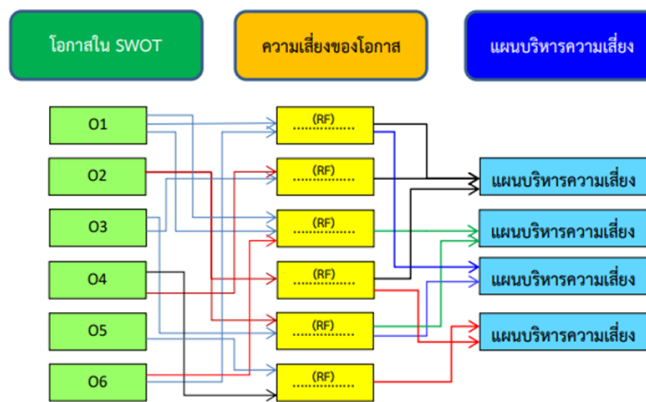 โอกาสใน SWOT
ความเสี่ยงของโอกาส
แผนบริหารความเสี่ยง
O1
(RF)
................
O2
(RF)
................
แผนบริหารความเสี่ยง
O3
(RF)
................
แผนบริหารความเสี่ยง
O4
(RF)
................
แผนบริหารความเสี่ยง
O5
(RF)
................
แผนบริหารความเสี่ยง
O6
(RF)
................